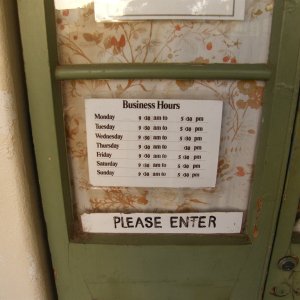 Business Hours
Monday 9 00 am to 5 00 pm
Tuesday 9 00 am to 5 00 pm
Wednesday 9 00 am to 5 00 pm
Thursday 9 00 am to 00 pm
Friday 9 00 am to 5 00 pm
Saturday 9 00 am to 5 00 pm
Sunday 9 00 am to 5 00 pm
PLEASE ENTER